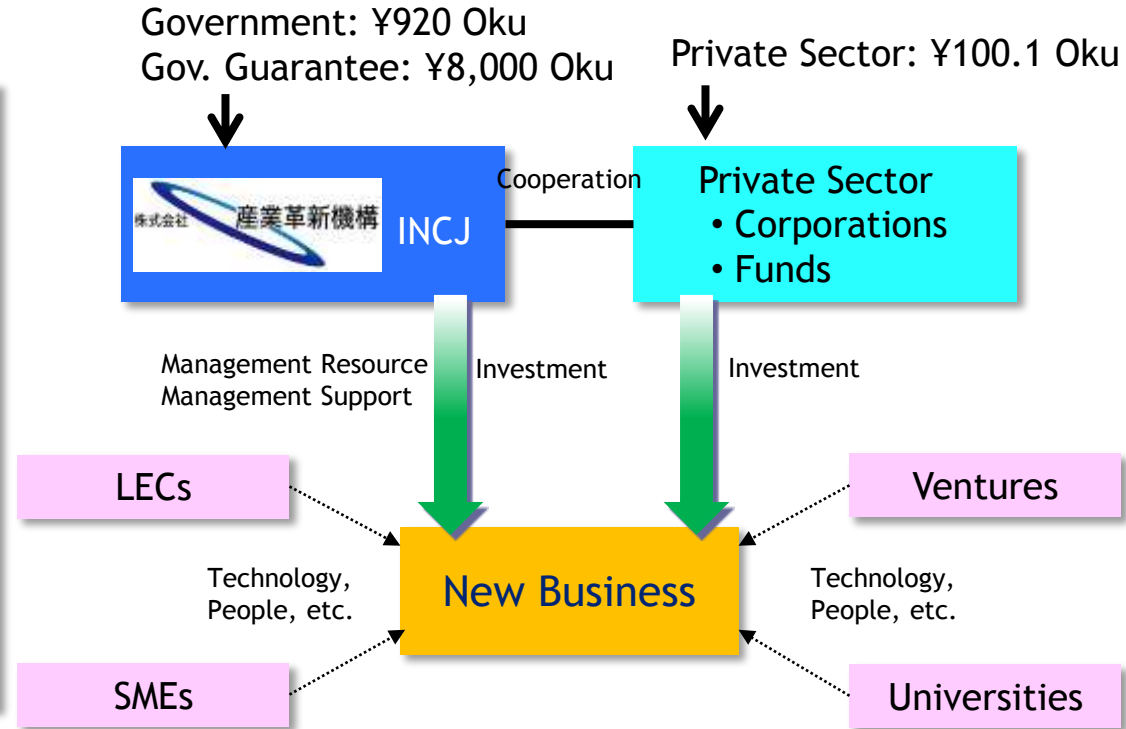 Government: ¥920 Oku
Gov. Guarantee: ¥8,000 Oku
Private Sector: ¥100.1 Oku
株式会社 産業革新機構
INCJ
Cooperation
Private Sector
• Corporations
• Funds
Management Resource
Management Support
Investment
Investment
LECs
Ventures
Technology,
People, etc.
New Business
Technology,
People, etc.
SMEs
Universities